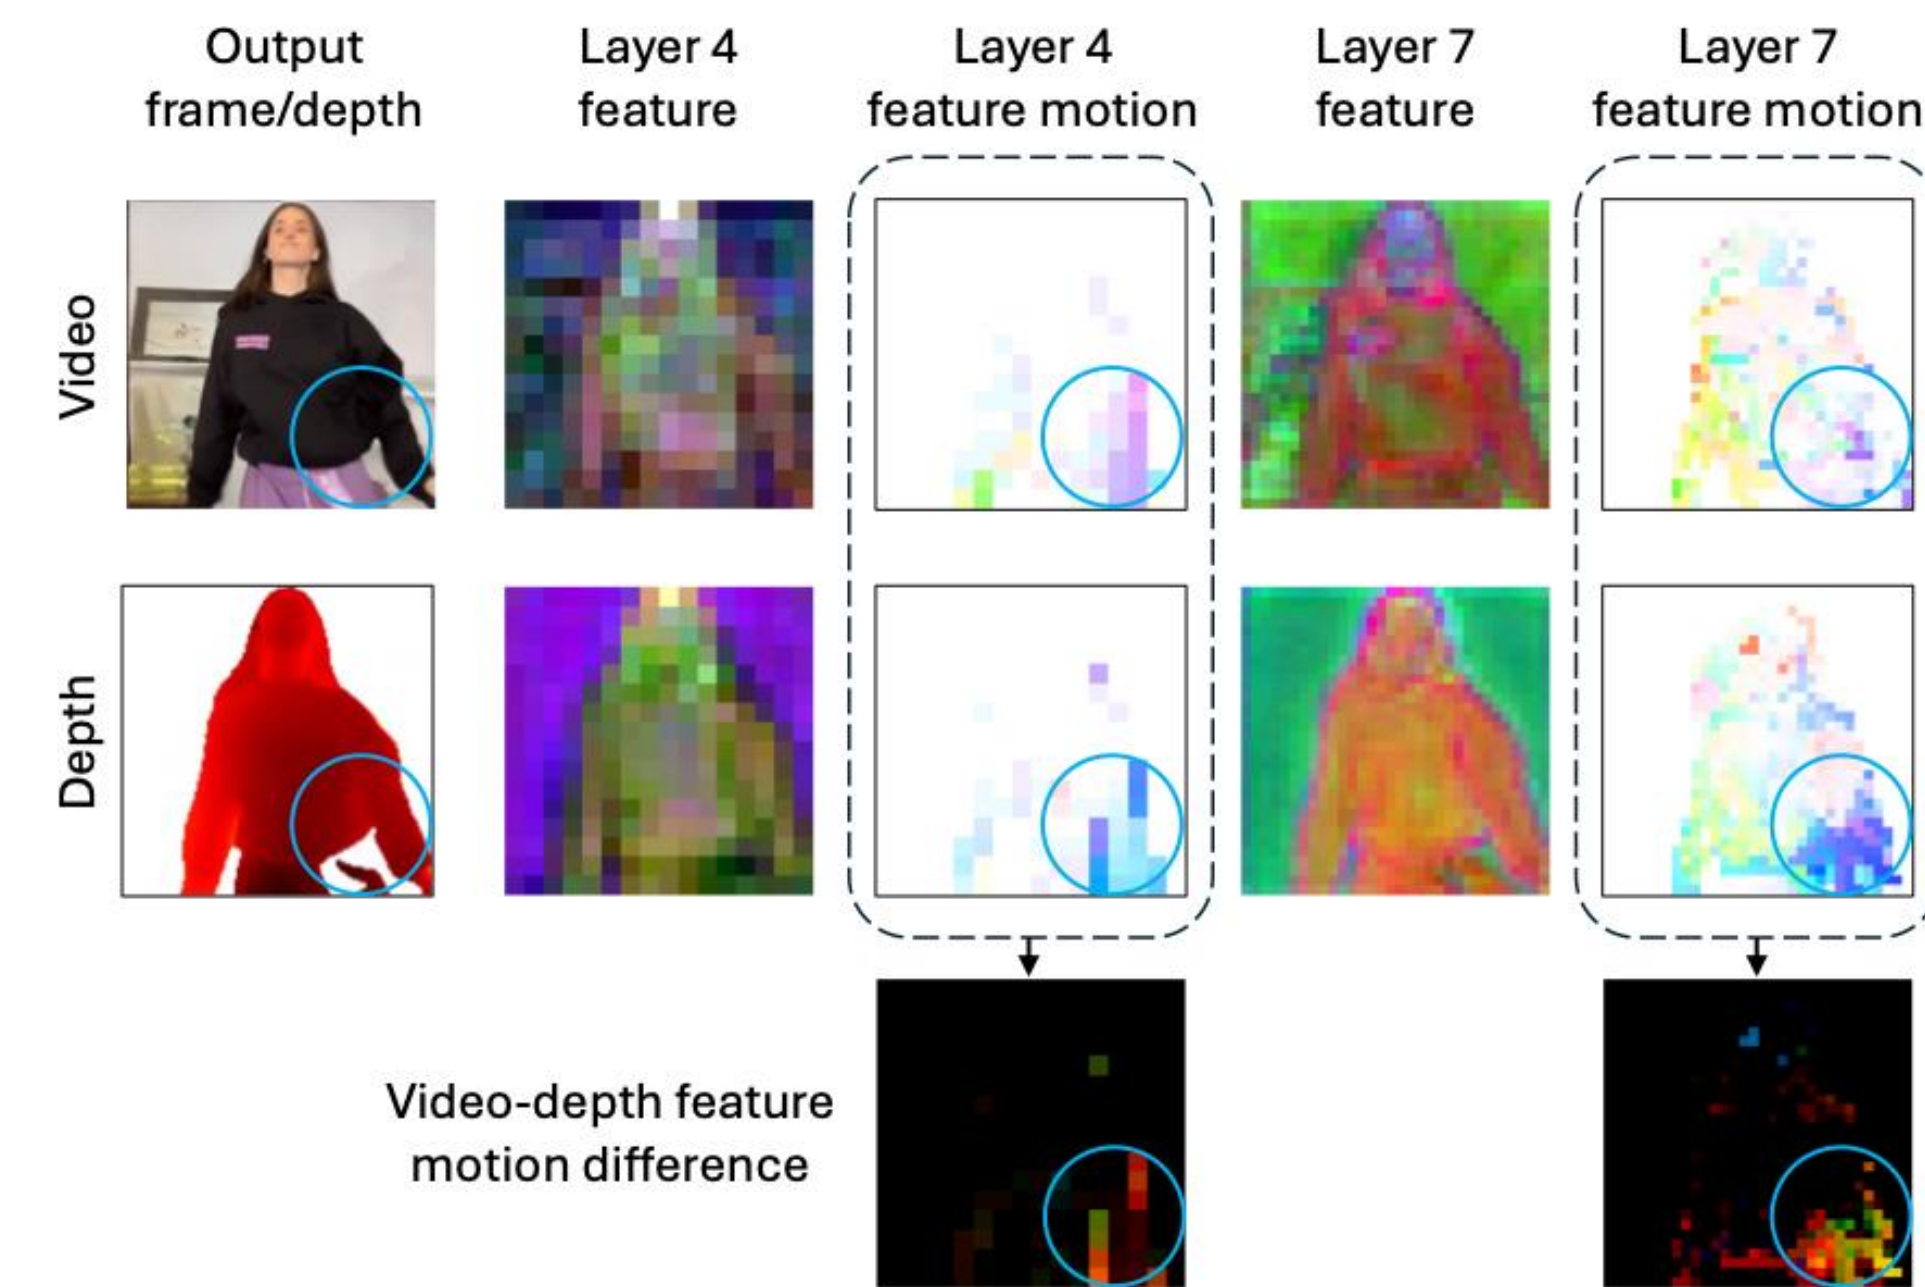 Output
frame/depth
Layer 4
feature
Layer 4
feature motion
Layer 7
feature
Layer 7
feature motion
Video
Depth
Video-depth feature
motion difference